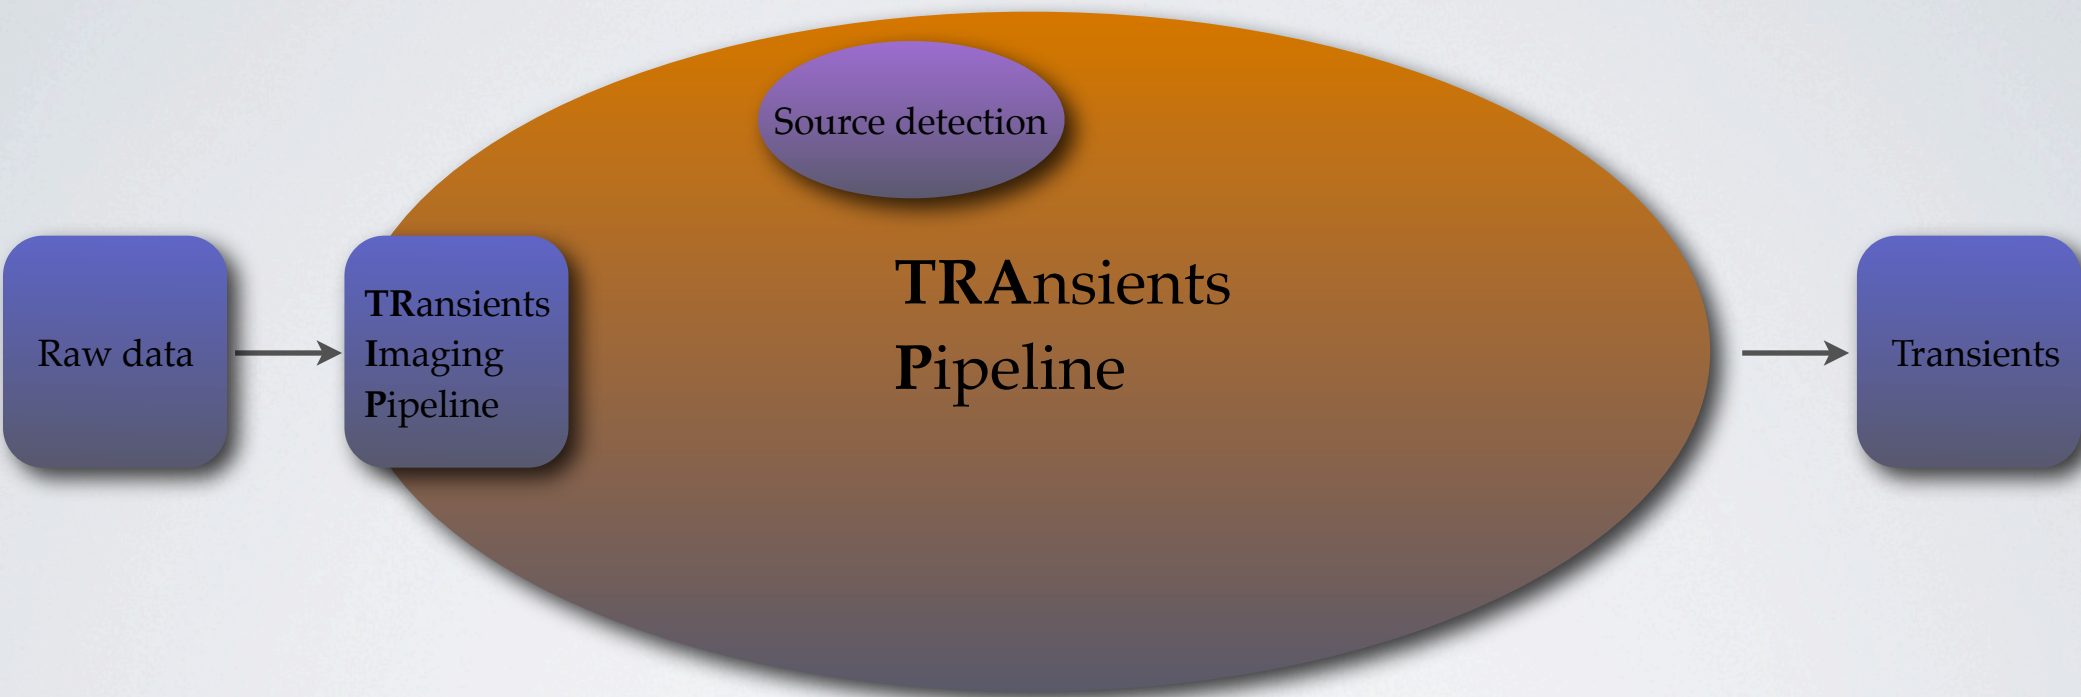 Source detection
Raw data
TRansients
Imaging
Pipeline
TRAnsients
Pipeline
Transients